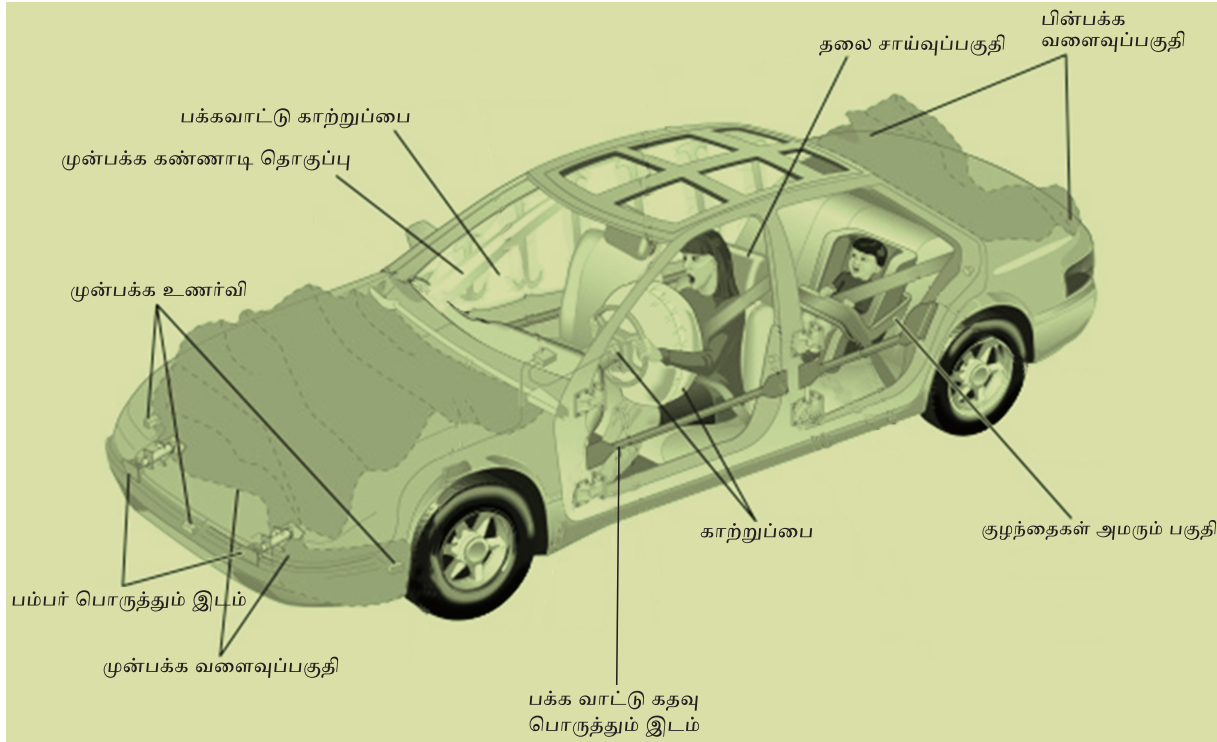 பின்பக்க
வளைவுப்பகுதி
தலை சாய்வுப்பகுதி
பக்கவாட்டு காற்றுப்பை
முன்பக்க கண்ணாடி தொகுப்பு
முன்பக்க உணர்வி
காற்றுப்பை
குழந்தைகள் அமரும் பகுதி
பம்பர் பொருத்தும் இடம்
முன்பக்க வளைவுப்பகுதி
பக்க வாட்டு கதவு
பொருத்தும் இடம்